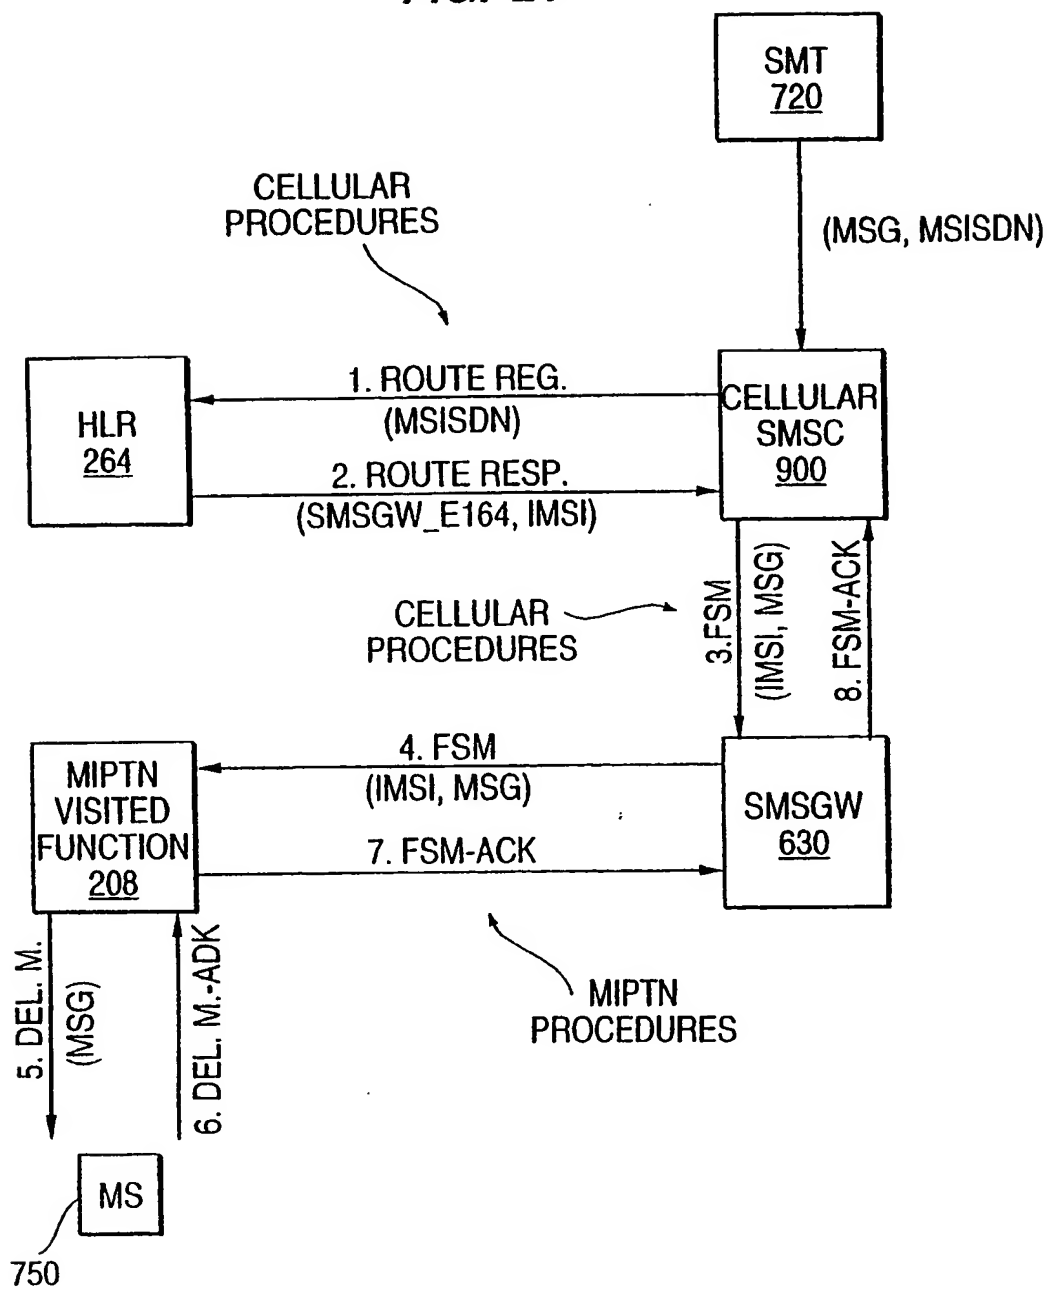 SMT
720
CELLULAR
PROCEDURES
(MSG, MSISDN)
1. ROUTE REG.
(MSISDN)
HLR
264
CELLULAR
SMSC
900
2. ROUTE RESP.
(SMSGW_E164, IMSI)
CELLULAR
PROCEDURES
3.FSM
(IMSI, MSG)
8. FSM-ACK
4. FSM
(IMSI, MSG)
MIPTN
VISITED
FUNCTION
208
SMSGW
630
7. FSM-ACK
5. DEL. M.
(MSG)
6. DEL. M.-ADK
MIPTN
PROCEDURES
MS
750